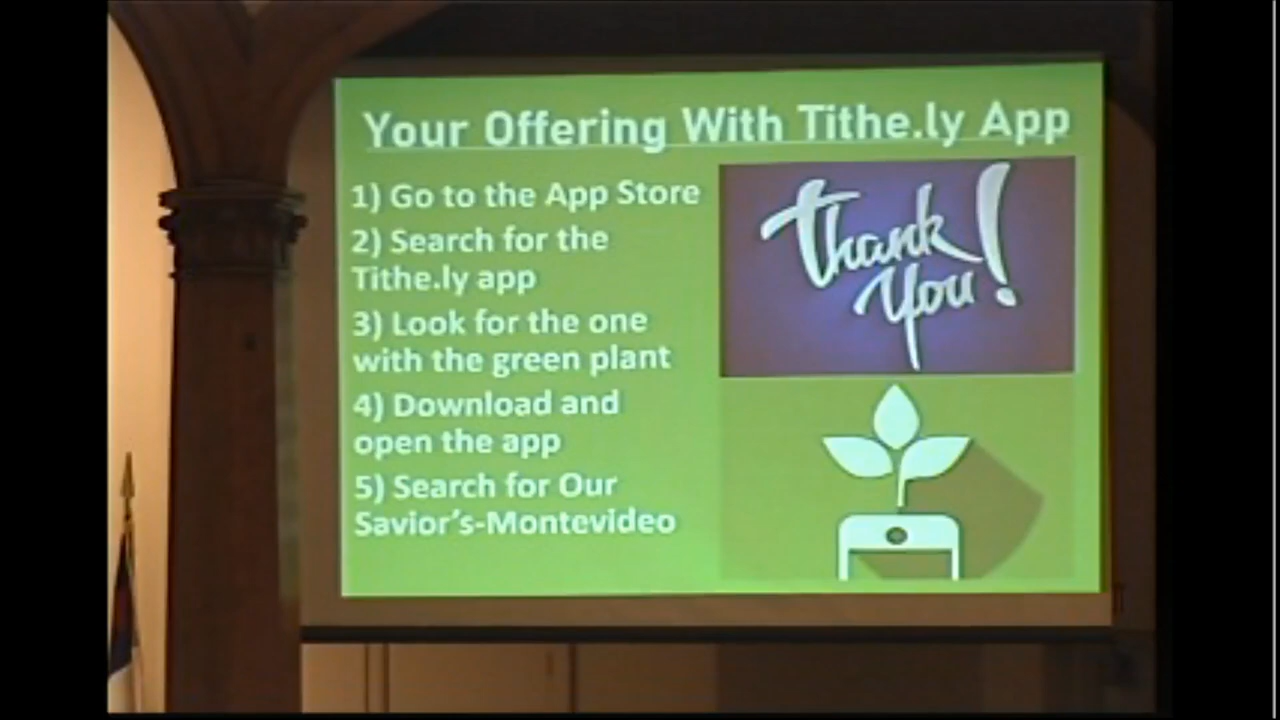 Your Offering With Tithe.ly App
1) Go to the App Store
2) Search for the
Tithe.ly app
3) Look for the one
with the green plant
4) Download and
open the app
5) Search for Our
Savior's-Montevideo
Thank
You!